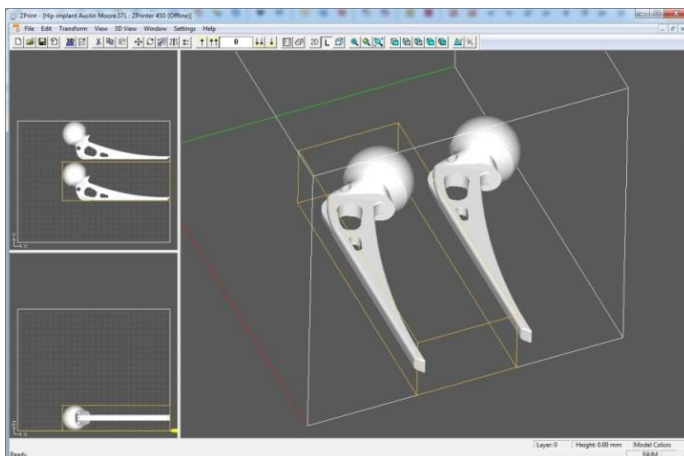 ZPrint - [Hip implant Austin Moore.STL : ZPrinter 450 (Offline)]
File Edit Transform View 3D View Window Settings Help
0 2D L
Layer: 0 Height: 0.00 mm Model Colors
Ready NUM